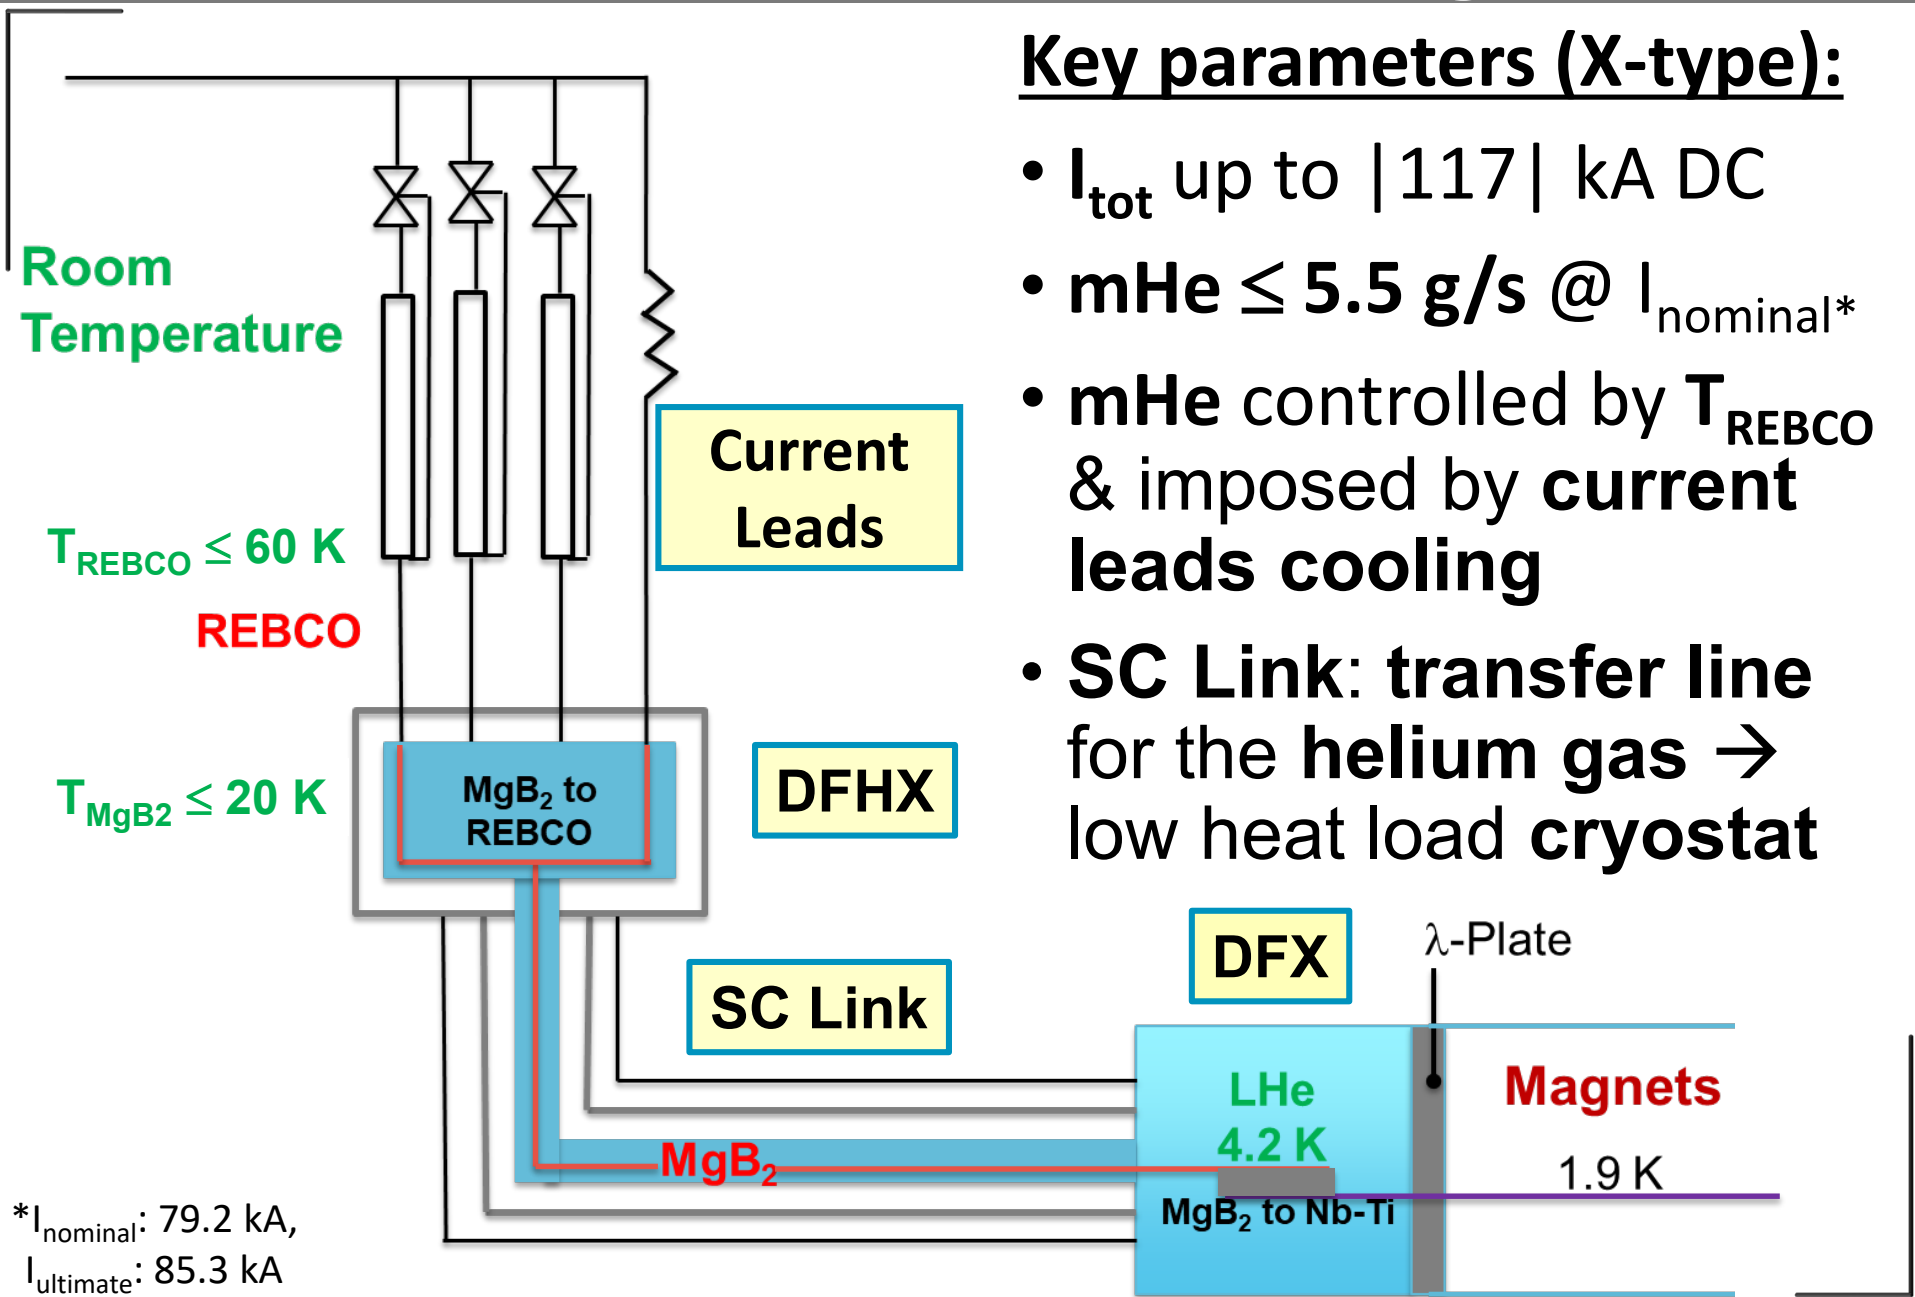 Key parameters (X-type):
• Itot up to |117| kA DC
• mHe ≤ 5.5 g/s @ Inominal*
• mHe controlled by TREBCO
& imposed by current
leads cooling
• SC Link: transfer line
for the helium gas →
low heat load cryostat
Room
Temperature
Current
Leads
TREBCO ≤ 60 K
REBCO
TMgB2 ≤ 20 K
MgB2 to
REBCO
DFHX
SC Link
DFX
λ-Plate
LHe
4.2 K
MgB2
MgB2 to Nb-Ti
Magnets
1.9 K
*Inominal: 79.2 kA,
Iultimate: 85.3 kA